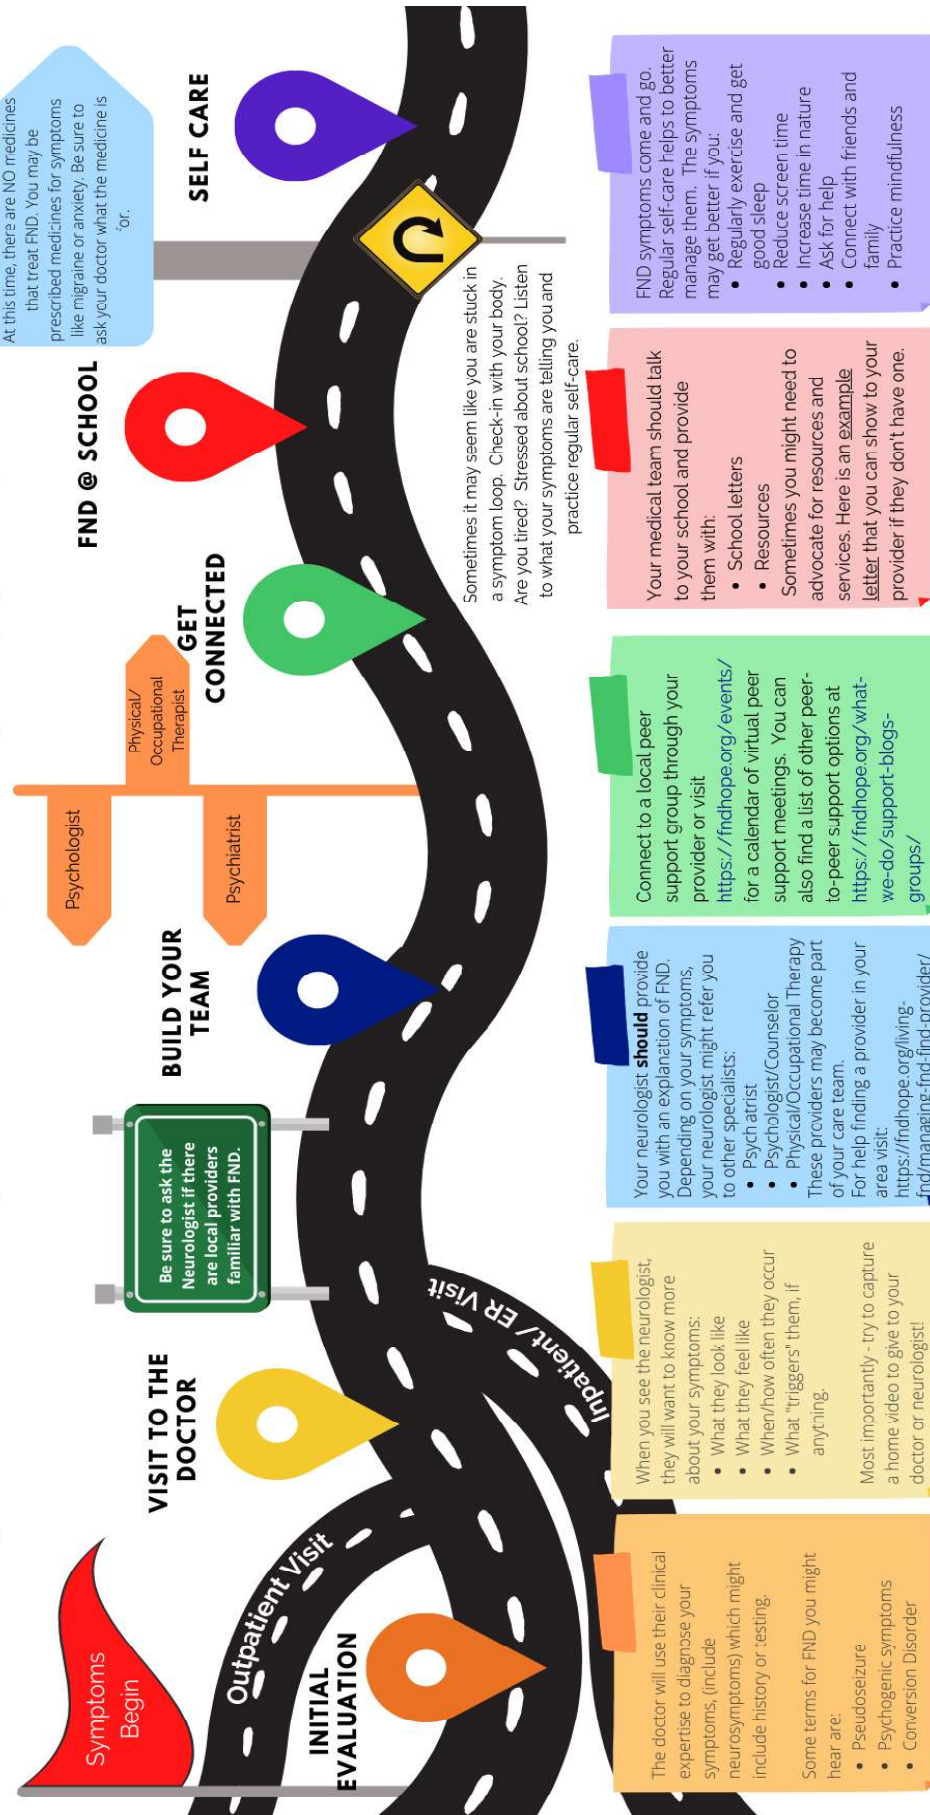 Symptoms
Begin
Outpatient Visit
INITIAL
EVALUATION
The doctor will use their clinical
expertise to diagnose your
symptoms, (include
neurosymptoms) which might
include history or testing.
Some terms for FND you might
hear are:
• Pseudoseizure
• Psychogenic symptoms
• Conversion Disorder
VISIT TO THE
DOCTOR
Inpatient/ ER Visit
When you see the neurologist,
they will want to know more
about your symptoms:
• What they look like
• What they feel like
• When/how often they occur
• What "triggers" them, if
anything.
Most importantly - try to capture
a home video to give to your
doctor or neurologist!
Be sure to ask the
Neurologist if there
are local providers
familiar with FND.
BUILD YOUR
TEAM
Psychologist
Physical/
Occupational
Therapist
Psychiatrist
Your neurologist should provide
you with an explanation of FND.
Depending on your symptoms,
your neurologist might refer you
to other specialists:
• Psych atrist
• Psychologist/Counselor
• Physical/Occupational Therapy
These providers may become part
of your care team.
For help finding a provider in your
area visit:
https://fndhope.org/living-
fnd/managing-fnd-find-provider/
GET
CONNECTED
Connect to a local peer
support group through your
provider or visit
https://fndhope.org/events/
for a calendar of virtual peer
support meetings. You can
also find a list of other peer-
to-peer support options at
https://fndhope.org/what-
we-do/support-blogs-
groups/
FND @ SCHOOL
Your medical team should talk
to your school and provide
them with:
• School letters
• Resources
Sometimes you might need to
advocate for resources and
services. Here is an example
letter that you can show to your
provider if they don't have one.
At this time, there are NO medicines
that treat FND. You may be
prescribed medicines for symptoms
like migraine or anxiety. Be sure to
ask your doctor what the medicine is
for.
Sometimes it may seem like you are stuck in
a symptom loop. Check-in with your body.
Are you tired? Stressed about school? Listen
to what your symptoms are telling you and
practice regular self-care.
SELF CARE
FND symptoms come and go.
Regular self-care helps to better
manage them. The symptoms
may get better if you:
• Regularly exercise and get
good sleep
• Reduce screen time
• Increase time in nature
• Ask for help
• Connect with friends and
family
• Practice mindfulness